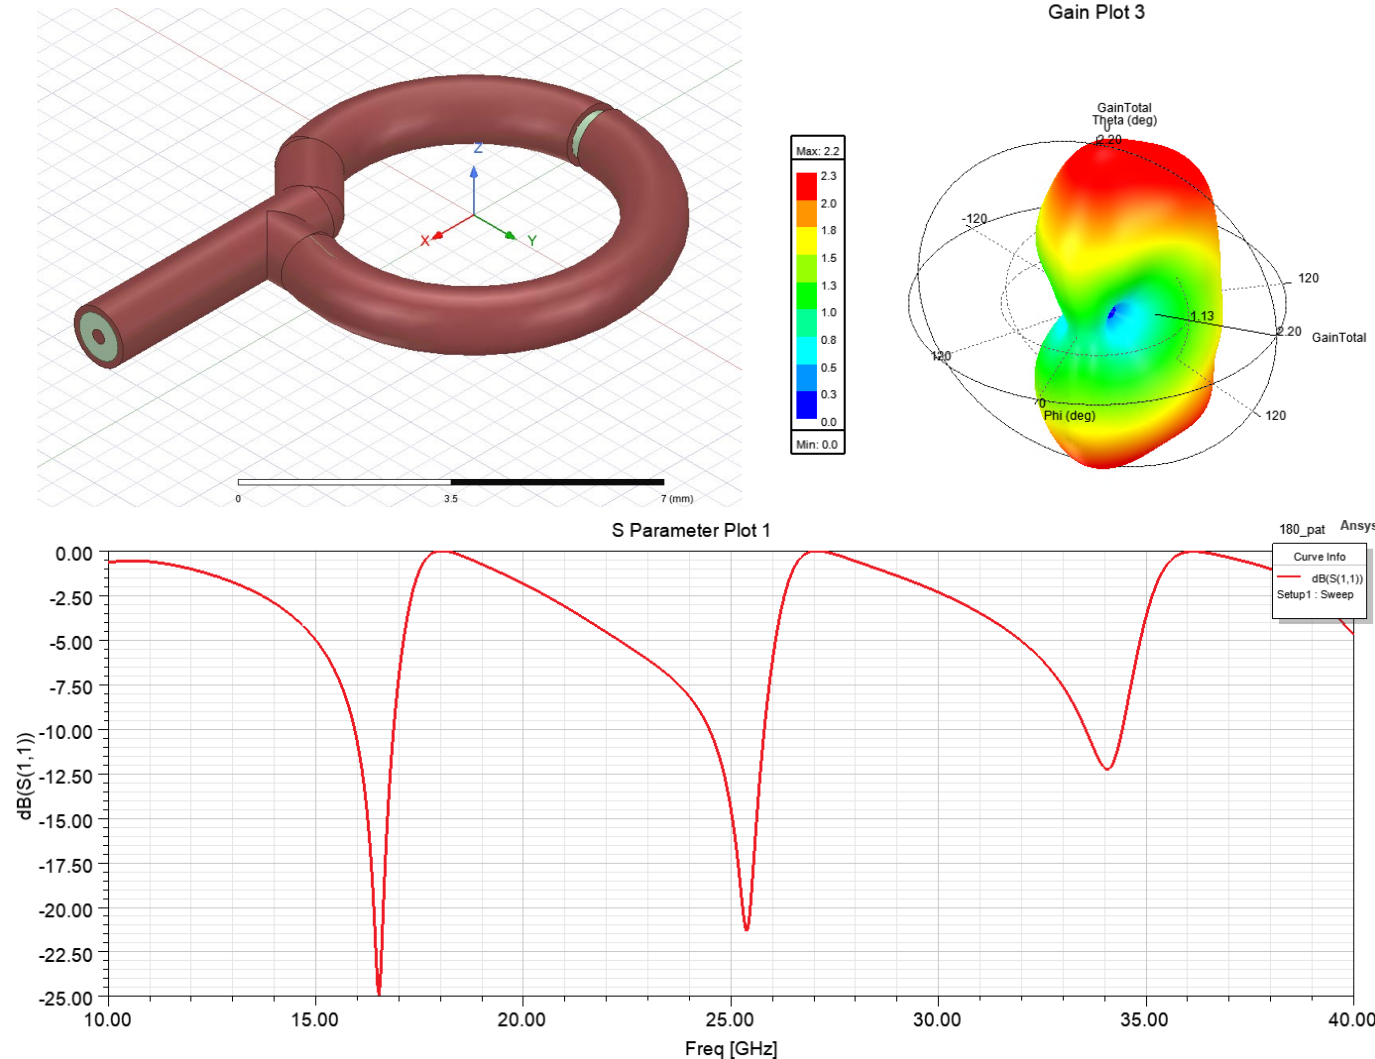 Z
X
Y
0
3.5
7 (mm)
Gain Plot 3
Max: 2.2
2.3
2.0
1.8
1.5
1.3
1.0
0.8
0.5
0.3
0.0
Min: 0.0
GainTotal
Theta (deg)
0
2.20
-120
120
1.13
2.20
GainTotal
120
0
Phi (deg)
120
S Parameter Plot 1
180_pat
Ansys
Curve Info
dB(S(1,1))
Setup1 : Sweep
dB(S(1,1))
0.00
-2.50
-5.00
-7.50
-10.00
-12.50
-15.00
-17.50
-20.00
-22.50
-25.00
10.00
15.00
20.00
25.00
30.00
35.00
40.00
Freq [GHz]